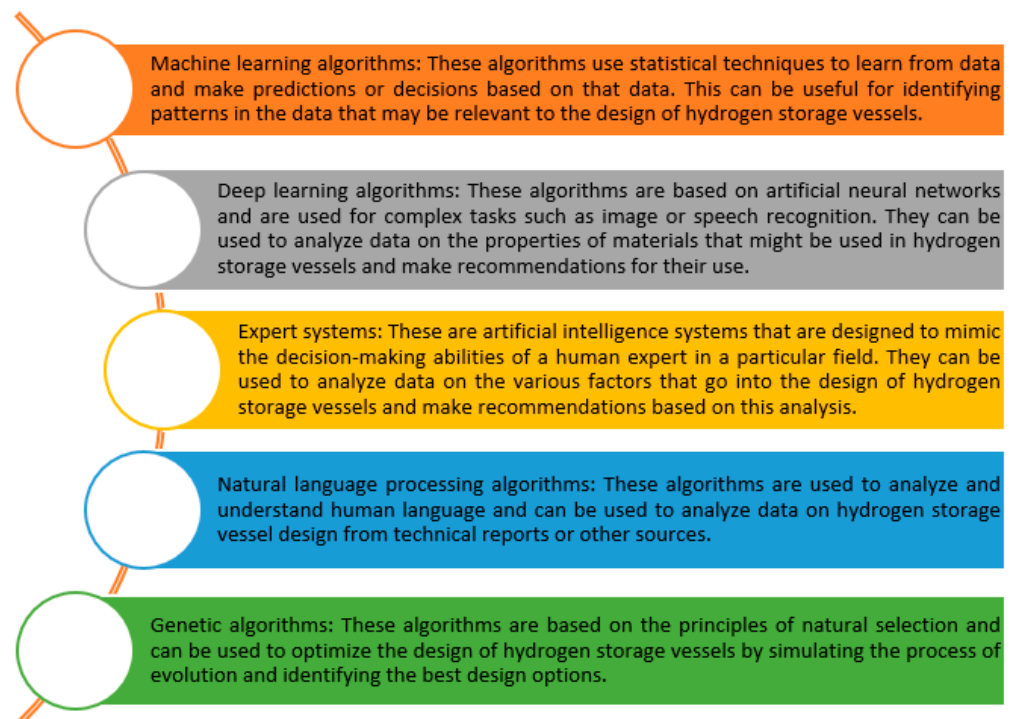 Machine learning algorithms: These algorithms use statistical techniques to learn from data
and make predictions or decisions based on that data. This can be useful for identifying
patterns in the data that may be relevant to the design of hydrogen storage vessels.
Deep learning algorithms: These algorithms are based on artificial neural networks
and are used for complex tasks such as image or speech recognition. They can be
used to analyze data on the properties of materials that might be used in hydrogen
storage vessels and make recommendations for their use.
Expert systems: These are artificial intelligence systems that are designed to mimic
the decision-making abilities of a human expert in a particular field. They can be
used to analyze data on the various factors that go into the design of hydrogen
storage vessels and make recommendations based on this analysis.
Natural language processing algorithms: These algorithms are used to analyze and
understand human language and can be used to analyze data on hydrogen storage
vessel design from technical reports or other sources.
Genetic algorithms: These algorithms are based on the principles of natural selection and
can be used to optimize the design of hydrogen storage vessels by simulating the process of
evolution and identifying the best design options.